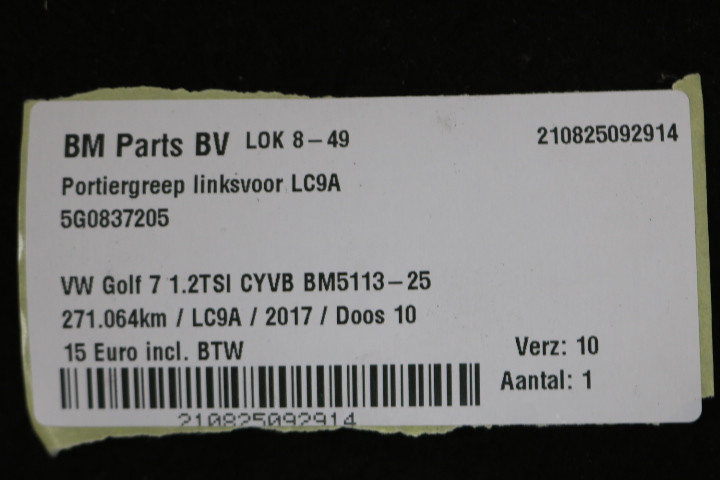 BM Parts BV LOK 8-49 210825092914
Portiergreep linksvoor LC9A
5G0837205
VW Golf 7 1.2TSI CYVB BM5113-25
271.064km / LC9A / 2017 / Doos 10
15 Euro incl. BTW Verz: 10
Aantal: 1
210825092914